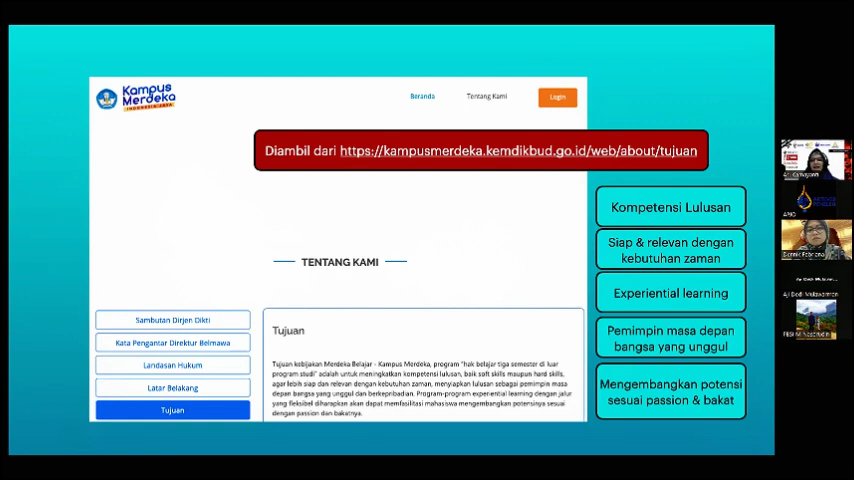 Kampus
Merdeka
INDONESIA JAYA
Beranda
Tentang Kami
Login
Diambil dari https://kampusmerdeka.kemdikbud.go.id/web/about/tujuan
Kompetensi Lulusan
Siap & relevan dengan
kebutuhan zaman
Experiential learning
Pemimpin masa depan
bangsa yang unggul
Mengembangkan potensi
sesuai passion & bakat
TENTANG KAMI
Sambutan Dirjen Dikti
Kata Pengantar Direktur Belmawa
Landasan Hukum
Latar Belakang
Tujuan
Tujuan
Tujuan kebijakan Merdeka Belajar - Kampus Merdeka, program "hak belajar tiga semester di luar
program studi" adalah untuk meningkatkan kompetensi lulusan, baik soft skills maupun hard skills,
agar lebih siap dan relevan dengan kebutuhan zaman, menyiapkan lulusan sebagai pemimpin masa
depan bangsa yang unggul dan berkepribadian. Program-program experiential learning dengan jalur
yang fleksibel diharapkan akan dapat memfasilitasi mahasiswa mengembangkan potensinya sesuai
dengan passion dan bakatnya.
Aji Dedi Mulawarman